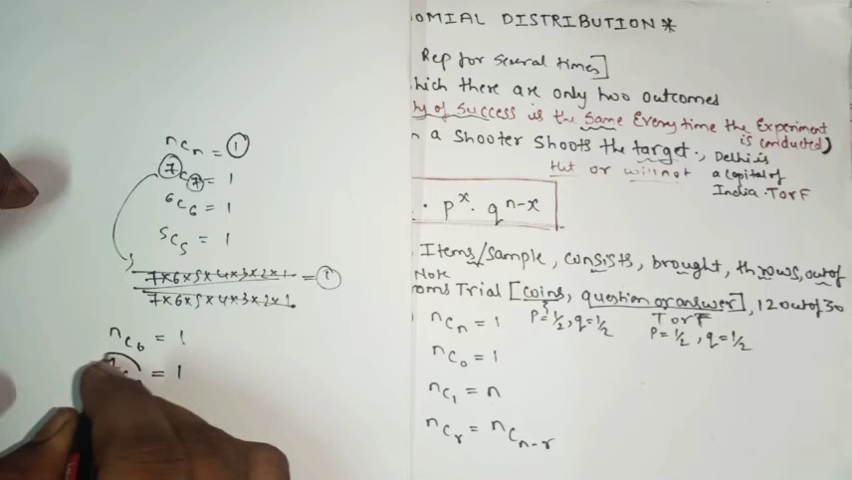 nCn = 1
7C7 = 1
6C6 = 1
5C5 = 1
7×6×5×4×3×2×1 = 1
7×6×5×4×3×2×1
nC0 = 1
= 1
OMIAL DISTRIBUTION *
Rep for several times]
hich there are only two outcomes
ty of success is the same Every time the Experiment
is conducted)
n a shooter shoots the target., Delhi is
Hit or will not a capital of
India. T or F
. p^x. q^n-x
Items/sample, consists, brought, throws, out of
Note
oms Trial [coins, question or answer], 12 out of 30
nCn = 1 P=1/2, q=1/2 T or F
P=1/2, q=1/2
nC0 = 1
nC1 = n
nCr = nCn-r